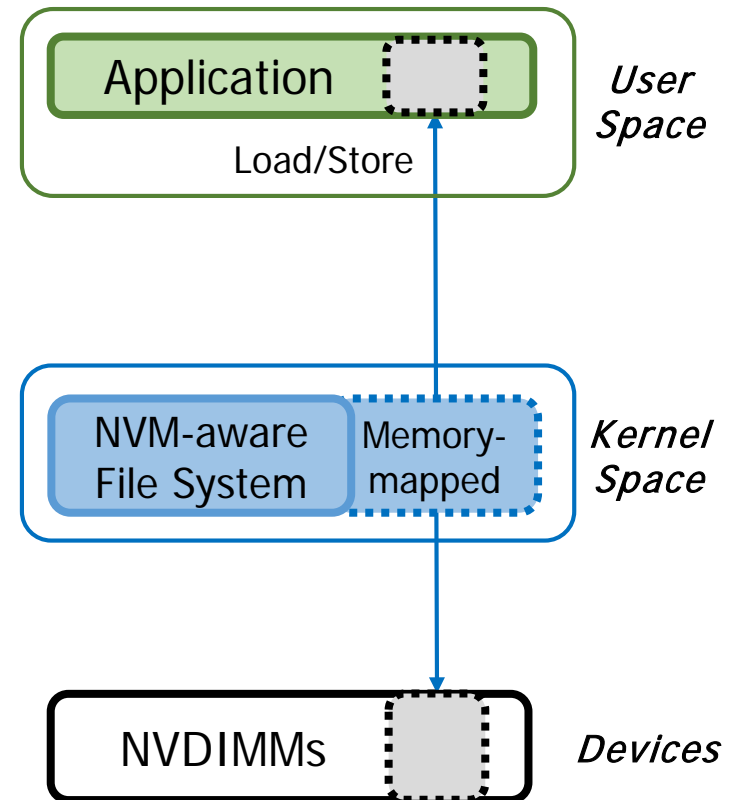 Application
User
Space
Load/Store
NVM-aware
File System
Memory-
mapped
Kernel
Space
NVDIMMs
Devices